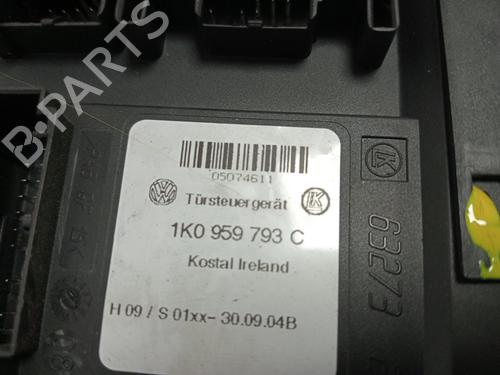 05074611
Türsteuergerät
1K0 959 793 C
Kostal Ireland
H 09 / S 01xx- 30.09.04B
63273
B-PARTS